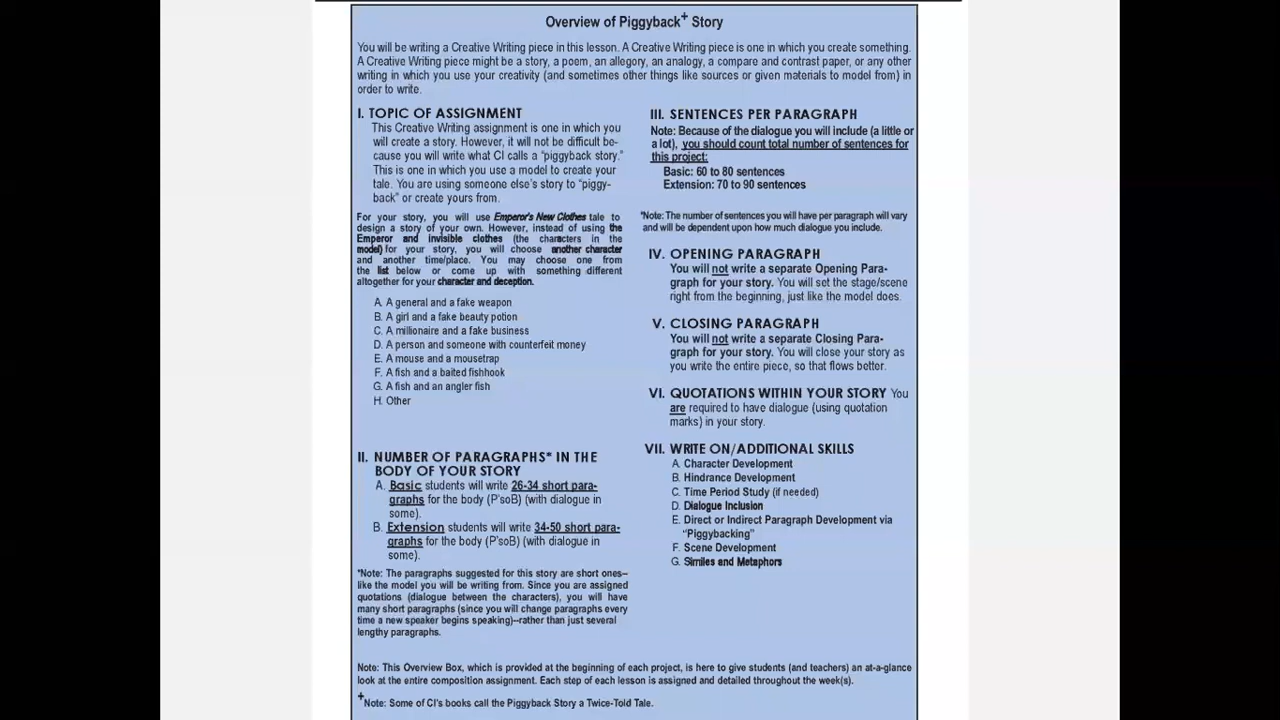 Overview of Piggyback+ Story
You will be writing a Creative Writing piece in this lesson. A Creative Writing piece is one in which you create something.
A Creative Writing piece might be a story, a poem, an allegory, an analogy, a compare and contrast paper, or any other
writing in which you use your creativity (and sometimes other things like sources or given materials to model from) in
order to write.
I. TOPIC OF ASSIGNMENT
This Creative Writing assignment is one in which you
will create a story. However, it will not be difficult be-
cause you will write what CI calls a "piggyback story."
This is one in which you use a model to create your
tale. You are using someone else's story to "piggy-
back" or create yours from.
For your story, you will use Emperor's New Clothes tale to
design a story of your own. However, instead of using the
Emperor and invisible clothes (the characters in the
model) for your story, you will choose another character
and another time/place. You may choose one from
the list below or come up with something different
altogether for your character and deception.
A. A general and a fake weapon
B. A girl and a fake beauty potion
C. A millionaire and a fake business
D. A person and someone with counterfeit money
E. A mouse and a mousetrap
F. A fish and a baited fishhook
G. A fish and an angler fish
H. Other
II. NUMBER OF PARAGRAPHS* IN THE
BODY OF YOUR STORY
A. Basic students will write 26-34 short para-
graphs for the body (P'soB) (with dialogue in
some).
B. Extension students will write 34-50 short para-
graphs for the body (P'soB) (with dialogue in
some).
*Note: The paragraphs suggested for this story are short ones--
like the model you will be writing from. Since you are assigned
quotations (dialogue between the characters), you will have
many short paragraphs (since you will change paragraphs every
time a new speaker begins speaking)--rather than just several
lengthy paragraphs.
III. SENTENCES PER PARAGRAPH
Note: Because of the dialogue you will include (a little or
a lot), you should count total number of sentences for
this project:
Basic: 60 to 80 sentences
Extension: 70 to 90 sentences
*Note: The number of sentences you will have per paragraph will vary
and will be dependent upon how much dialogue you include.
IV. OPENING PARAGRAPH
You will not write a separate Opening Para-
graph for your story. You will set the stage/scene
right from the beginning, just like the model does.
V. CLOSING PARAGRAPH
You will not write a separate Closing Para-
graph for your story. You will close your story as
you write the entire piece, so that flows better.
VI. QUOTATIONS WITHIN YOUR STORY You
are required to have dialogue (using quotation
marks) in your story.
VII. WRITE ON/ADDITIONAL SKILLS
A. Character Development
B. Hindrance Development
C. Time Period Study (if needed)
D. Dialogue Inclusion
E. Direct or Indirect Paragraph Development via
"Piggybacking"
F. Scene Development
G. Similes and Metaphors
Note: This Overview Box, which is provided at the beginning of each project, is here to give students (and teachers) an at-a-glance
look at the entire composition assignment. Each step of each lesson is assigned and detailed throughout the week(s).
+Note: Some of CI's books call the Piggyback Story a Twice-Told Tale.